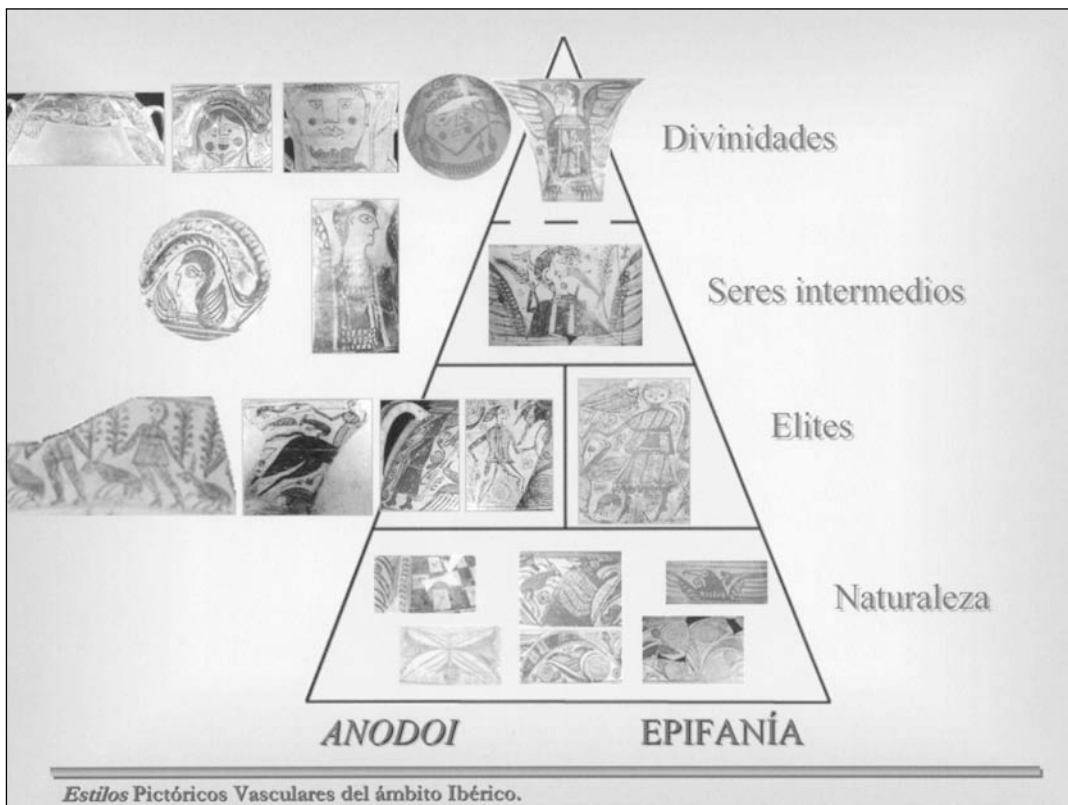 Divinidades
Seres intermedios
Elites
Naturaleza
ANODOI
EPIFANÍA
Estilos Pictóricos Vasculares del ámbito Ibérico.